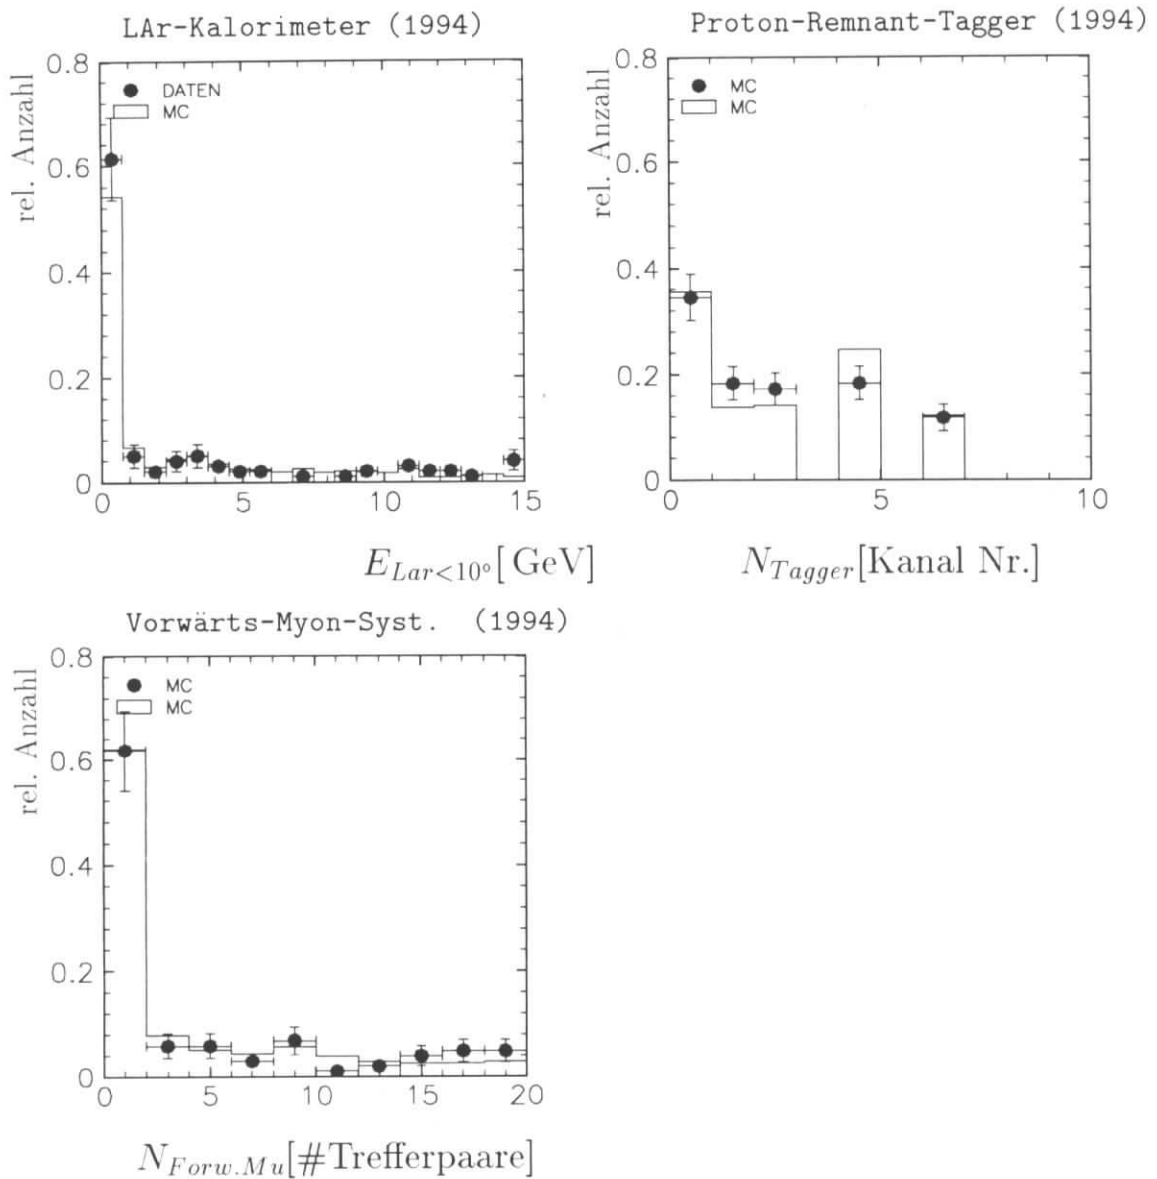 LAr-Kalorimeter (1994)
rel. Anzahl
0.8
0.6
0.4
0.2
0
DATEN
MC
0 5 10 15
E_{Lar<10°}[GeV]
Proton-Remnant-Tagger (1994)
rel. Anzahl
0.8
0.6
0.4
0.2
0
MC
MC
0 5 10
N_{Tagger}[Kanal Nr.]
Vorwärts-Myon-Syst. (1994)
rel. Anzahl
0.8
0.6
0.4
0.2
0
MC
MC
0 5 10 15 20
N_{Forw.Mu}[#Trefferpaare]